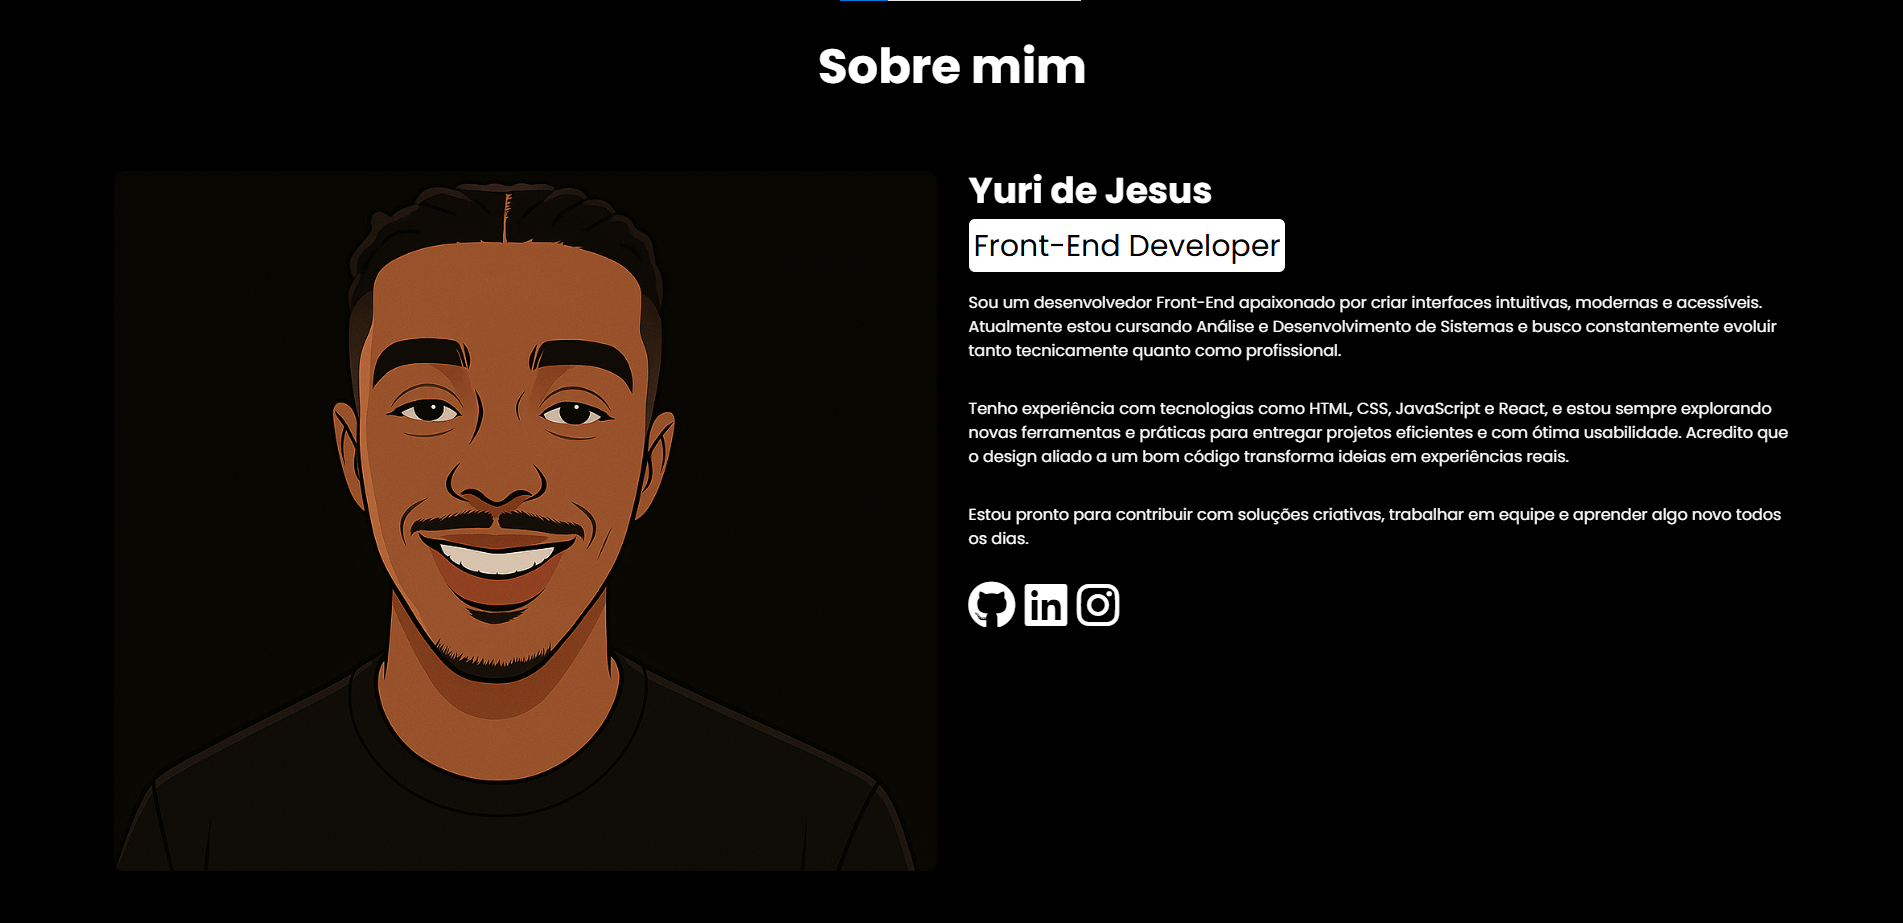 Sobre mim
Yuri de Jesus
Front-End Developer
Sou um desenvolvedor Front-End apaixonado por criar interfaces intuitivas, modernas e acessíveis.
Atualmente estou cursando Análise e Desenvolvimento de Sistemas e busco constantemente evoluir
tanto tecnicamente quanto como profissional.
Tenho experiência com tecnologias como HTML, CSS, JavaScript e React, e estou sempre explorando
novas ferramentas e práticas para entregar projetos eficientes e com ótima usabilidade. Acredito que
o design aliado a um bom código transforma ideias em experiências reais.
Estou pronto para contribuir com soluções criativas, trabalhar em equipe e aprender algo novo todos
os dias.
in